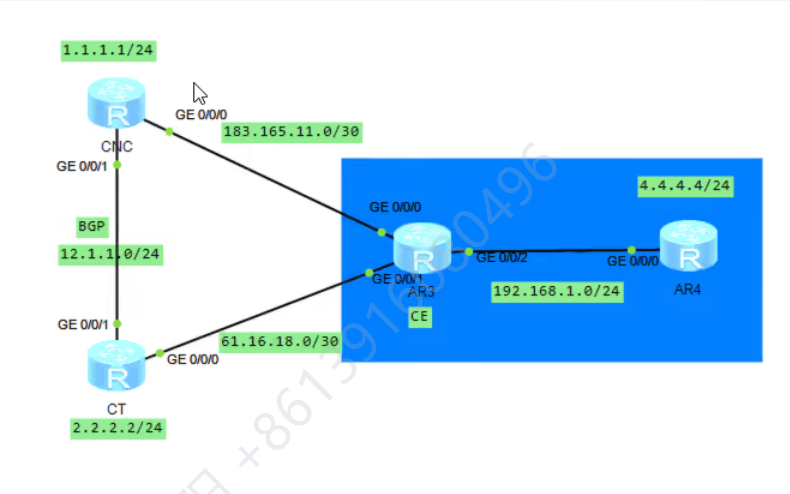 1.1.1.1/24
GE 0/0/0
183.165.11.0/30
CNC
GE 0/0/1
4.4.4.4/24
GE 0/0/0
BGP
12.1.1.0/24
GE 0/0/2
GE 0/0/0
GE 0/0/1
AR3
192.168.1.0/24
AR4
CE
GE 0/0/1
61.16.18.0/30
GE 0/0/0
CT
2.2.2.2/24